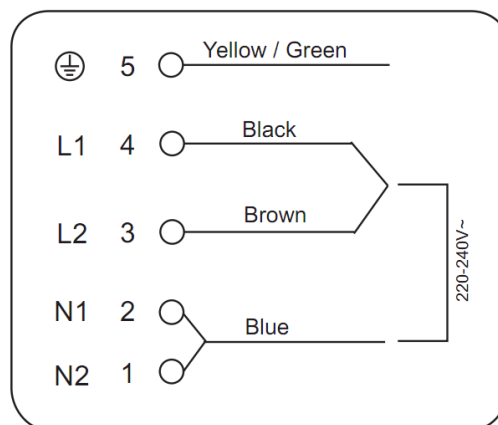 5 Yellow / Green
L1 4 Black
L2 3 Brown
220-240V~
N1 2
Blue
N2 1